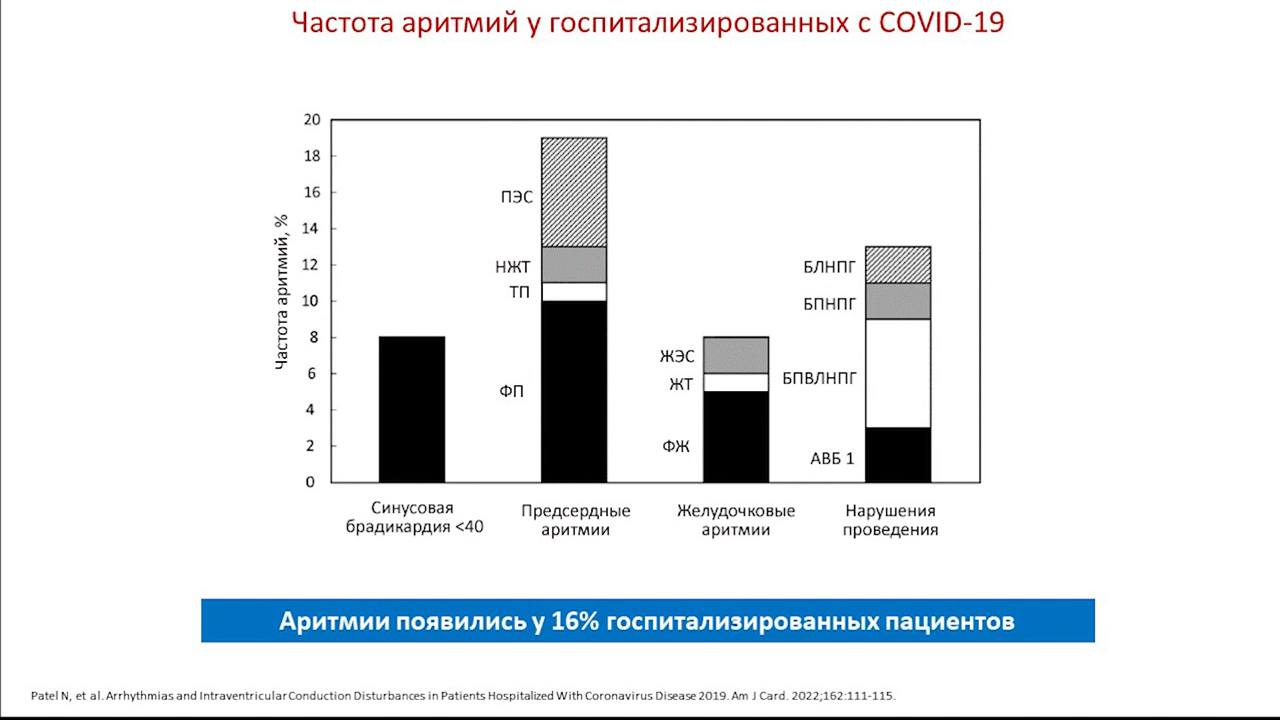 Частота аритмий у госпитализированных с COVID-19
Частота аритмий, %
20
18
16
14
12
10
8
6
4
2
0
ПЭС
НЖТ
ТП
ФП
ЖЭС
ЖТ
ФЖ
БЛНПГ
БПНПГ
БПВЛНПГ
АВБ 1
Синусовая
брадикардия <40
Предсердные
аритмии
Желудочковые
аритмии
Нарушения
проведения
Аритмии появились у 16% госпитализированных пациентов
Patel N, et al. Arrhythmias and Intraventricular Conduction Disturbances in Patients Hospitalized With Coronavirus Disease 2019. Am J Card. 2022;162:111-115.